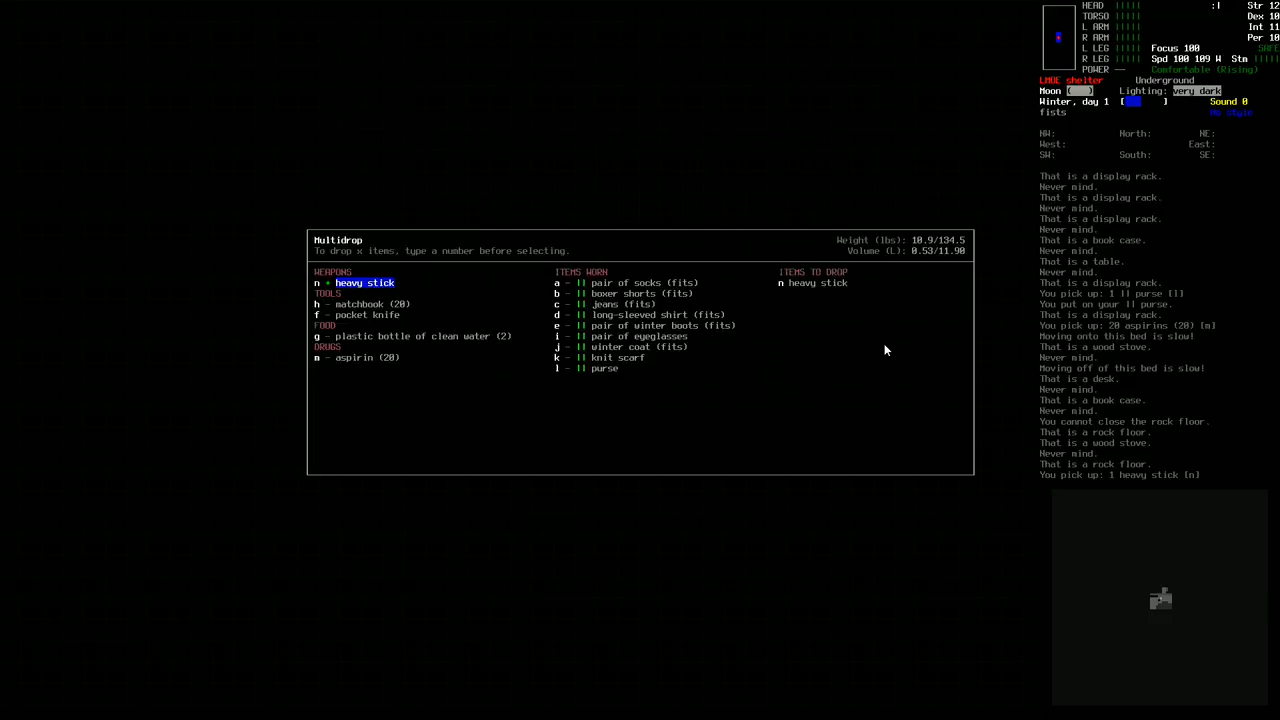 Multidrop
To drop x items, type a number before selecting.
Weight (lbs): 10.9/134.5
Volume (L): 0.53/11.90
WEAPONS
n + heavy stick
TOOLS
h - matchbook (20)
f - pocket knife
FOOD
g - plastic bottle of clean water (2)
DRUGS
m - aspirin (20)
ITEMS WORN
a - || pair of socks (fits)
b - || boxer shorts (fits)
c - || jeans (fits)
d - || long-sleeved shirt (fits)
e - || pair of winter boots (fits)
i - || pair of eyeglasses
j - || winter coat (fits)
k - || knit scarf
l - || purse
ITEMS TO DROP
n heavy stick
HEAD ||||| :| Str 12
TORSO ||||| Dex 10
L ARM ||||| Int 11
R ARM ||||| Per 10
L LEG ||||| Focus 100 SAFE
R LEG ||||| Spd 100 109 W Stm |||||
POWER -- Comfortable (Rising)
LMOE shelter Underground
Moon ( ) Lighting: very dark
Winter, day 1 [ ] Sound 0
fists No style
NW: North: NE:
West: East:
SW: South: SE:
That is a display rack.
Never mind.
That is a display rack.
Never mind.
That is a display rack.
Never mind.
That is a book case.
Never mind.
That is a table.
Never mind.
That is a display rack.
You pick up: 1 || purse [l]
You put on your || purse.
That is a display rack.
You pick up: 20 aspirins (20) [m]
Moving onto this bed is slow!
That is a wood stove.
Never mind.
Moving off of this bed is slow!
That is a desk.
Never mind.
That is a book case.
Never mind.
You cannot close the rock floor.
That is a rock floor.
That is a wood stove.
Never mind.
That is a rock floor.
You pick up: 1 heavy stick [n]